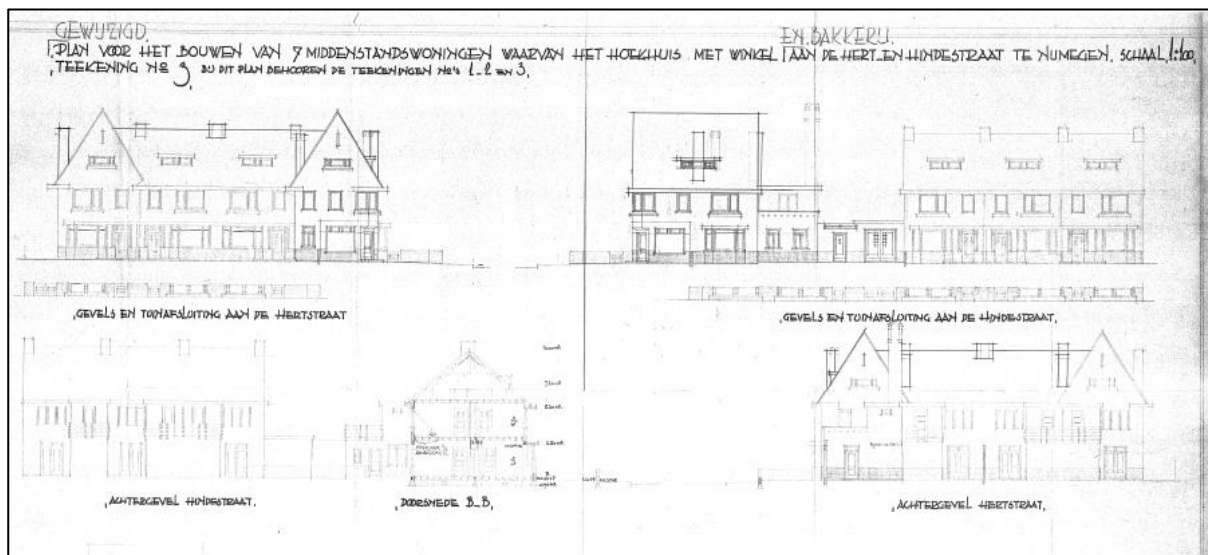 GEWIJZIGD. EN BAKKERIJ.
PLAN VOOR HET BOUWEN VAN 7 MIDDENSTANDSWONINGEN WAARVAN HET HOEKHUIS MET WINKEL AAN DE HERT- EN HINDESTRAAT TE NIJMEGEN. SCHAAL 1:100.
TEEKENING No 3 BIJ DIT PLAN BEHOOREN DE TEEKENINGEN No's 1-2 EN 3.
GEVELS EN TUINAFSLUITING AAN DE HERTSTRAAT
GEVELS EN TUINAFSLUITING AAN DE HINDESTRAAT.
ACHTERGEVEL HINDESTRAAT.
DOORSNEDE B-B.
ACHTERGEVEL HERTSTRAAT.